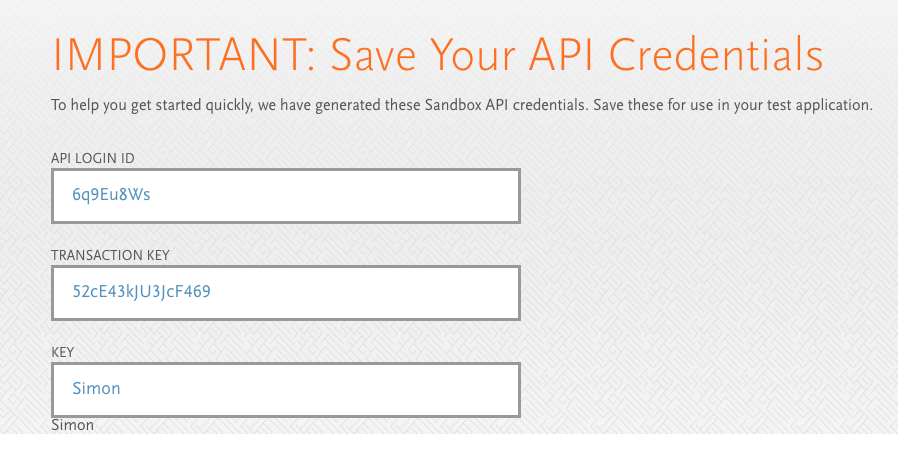 IMPORTANT: Save Your API Credentials
To help you get started quickly, we have generated these Sandbox API credentials. Save these for use in your test application.
API LOGIN ID
6q9Eu8Ws
TRANSACTION KEY
52cE43kJU3JcF469
KEY
Simon
Simon